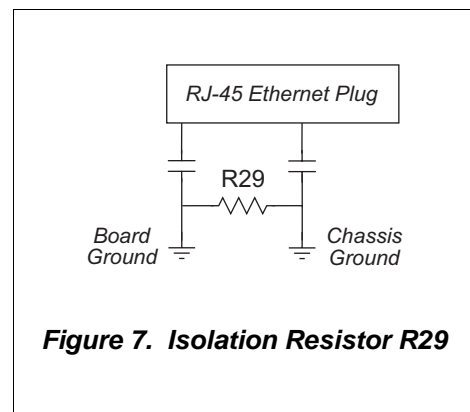 RJ-45 Ethernet Plug
R29
Board
Ground
Chassis
Ground
Figure 7. Isolation Resistor R29